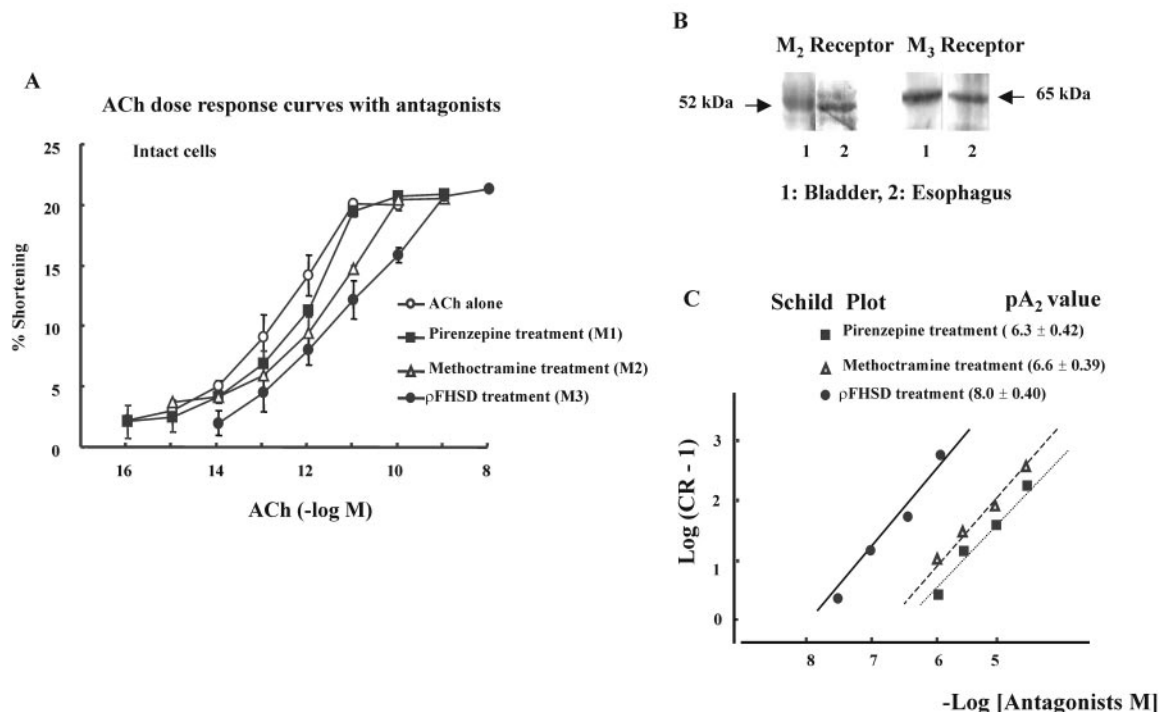 A
ACh dose response curves with antagonists
Intact cells
25
20
15
10
5
0
% Shortening
16
14
12
10
8
ACh (-log M)
ACh alone
Pirenzepine treatment (M1)
Methoctramine treatment (M2)
ρFHSD treatment (M3)
B
M2 Receptor
M3 Receptor
52 kDa
65 kDa
1 2
1 2
1: Bladder, 2: Esophagus
C
Schild Plot
pA2 value
Pirenzepine treatment ( 6.3 ± 0.42)
Methoctramine treatment (6.6 ± 0.39)
ρFHSD treatment (8.0 ± 0.40)
Log (CR - 1)
3
2
1
0
8
7
6
5
-Log [Antagonists M]